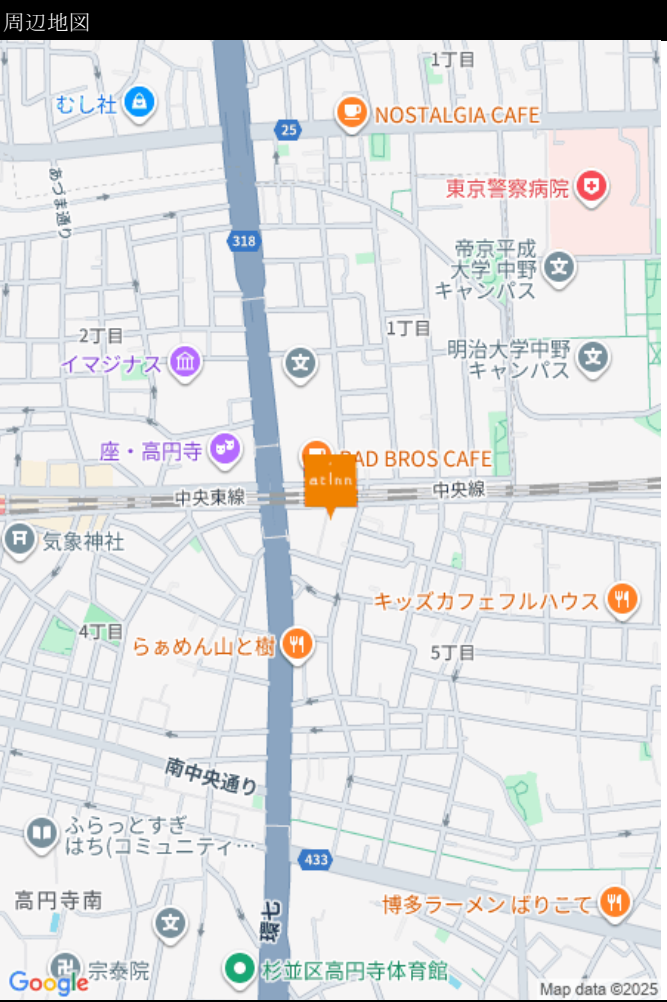 周辺地図
1丁目
むし社
NOSTALGIA CAFE
25
東京警察病院
あづま通り
318
帝京平成
大学 中野
キャンパス
2丁目
1丁目
イマジナス
明治大学中野
キャンパス
座・高円寺
BAD BROS CAFE
atInn
中央東線
中央線
気象神社
キッズカフェフルハウス
4丁目
らぁめん山と樹
5丁目
南中央通り
ふらっとすぎ
はち(コミュニティ…
433
高円寺南
環七
博多ラーメン ばりこて
宗泰院
杉並区高円寺体育館
Google
Map data ©2025